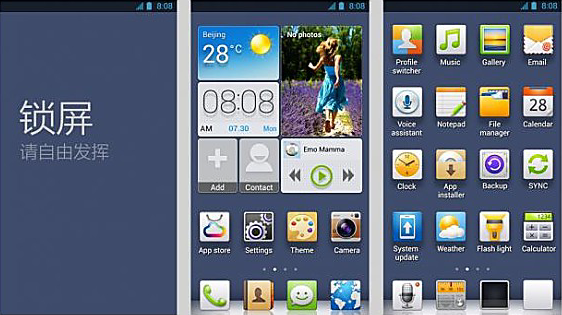 8:08
锁屏
请自由发挥
8:08
Beijing
28°C
No photos
08:08
AM 07.30 Mon
Emo Mamma
Add
Contact
App store
Settings
Theme
Camera
8:08
Profile switcher
Music
Gallery
Email
Voice assistant
Notepad
File manager
28
Calendar
Clock
App installer
Backup
SYNC
System update
Weather
Flash light
1234
Calculator